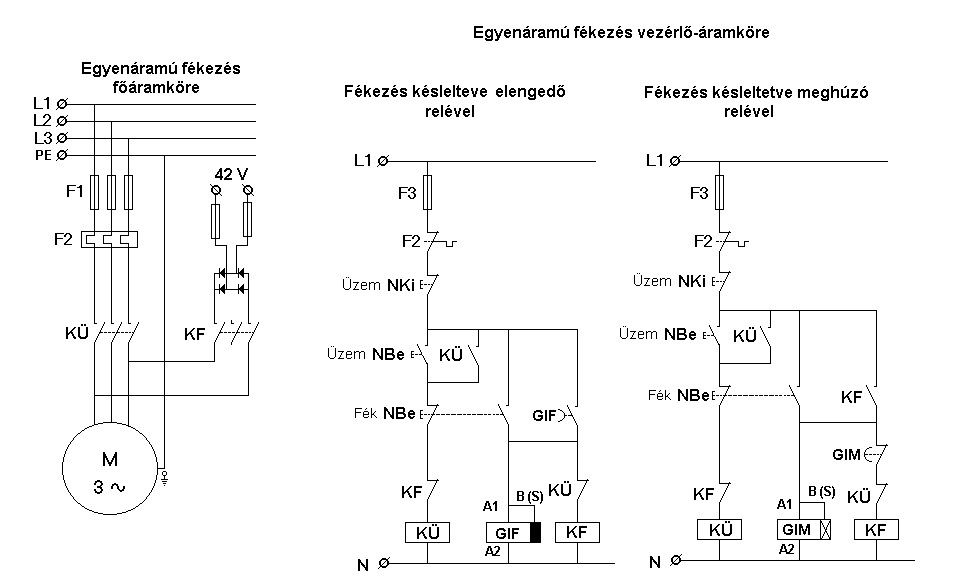 Egyenáramú fékezés vezérlő-áramköre
Egyenáramú fékezés
főáramköre
L1
L2
L3
PE
F1
42 V
F2
KÜ
KF
M
3 ~
Fékezés késlelteve elengedő
relével
L1
F3
F2
Üzem NKi
Üzem NBe
KÜ
Fék NBe
GIF
KF
KÜ
A1
B (S)
KÜ
GIF
KF
A2
N
Fékezés késleltetve meghúzó
relével
L1
F3
F2
Üzem NKi
Üzem NBe
KÜ
Fék NBe
KF
GIM
KF
KÜ
A1
B (S)
KÜ
GIM
KF
A2
N